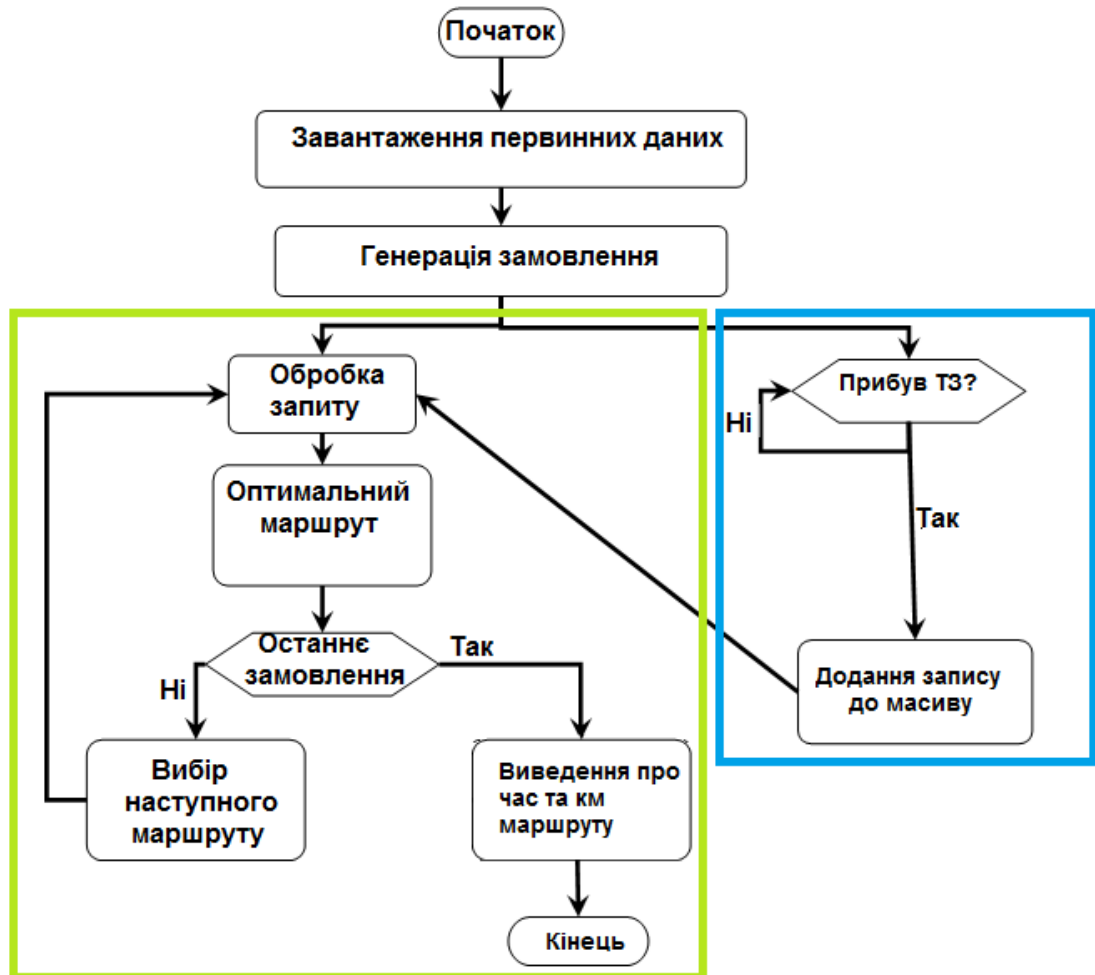 Початок
Завантаження первинних даних
Генерація замовлення
Обробка
запиту
Прибув ТЗ?
Ні
Оптимальний
маршрут
Так
Останнє
замовлення
Так
Ні
Додання запису
до масиву
Вибір
наступного
маршруту
Виведення про
час та км
маршруту
Кінець